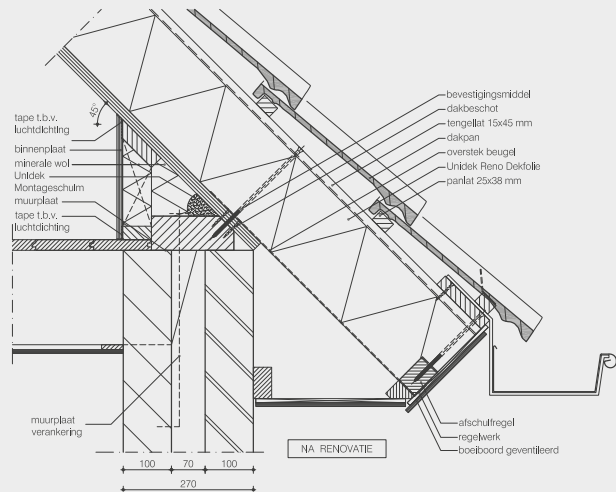 tape t.b.v.
luchtdichting
binnenplaat
minerale wol
Unidek
Montageschuim
muurplaat
tape t.b.v.
luchtdichting
45°
bevestigingsmiddel
dakbeschot
tengellat 15x45 mm
dakpan
overstek beugel
Unidek Reno Dekfolie
panlat 25x38 mm
muurplaat
verankering
afschuifregel
regelwerk
boeiboord geventileerd
NA RENOVATIE
100 70 100
270